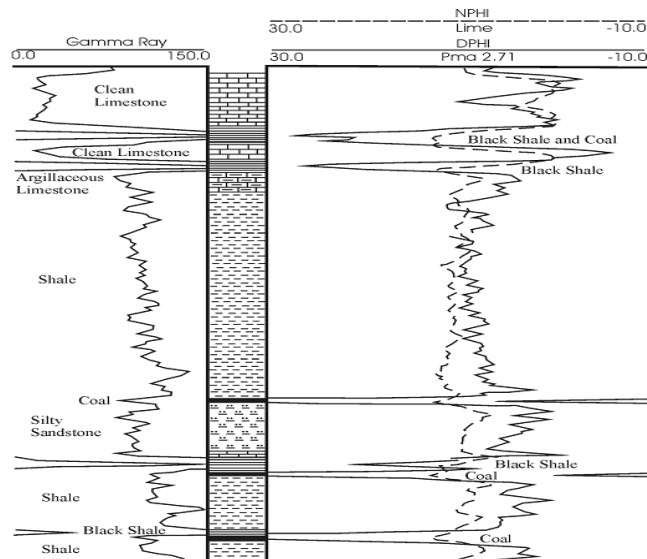 NPHI
30.0 Lime -10.0
Gamma Ray DPHI
0.0 150.0 30.0 Pma 2.71 -10.0
Clean
Limestone
Black Shale and Coal
Clean Limestone
Black Shale
Argillaceous
Limestone
Shale
Coal
Silty
Sandstone
Black Shale
Coal
Shale
Black Shale
Coal
Shale